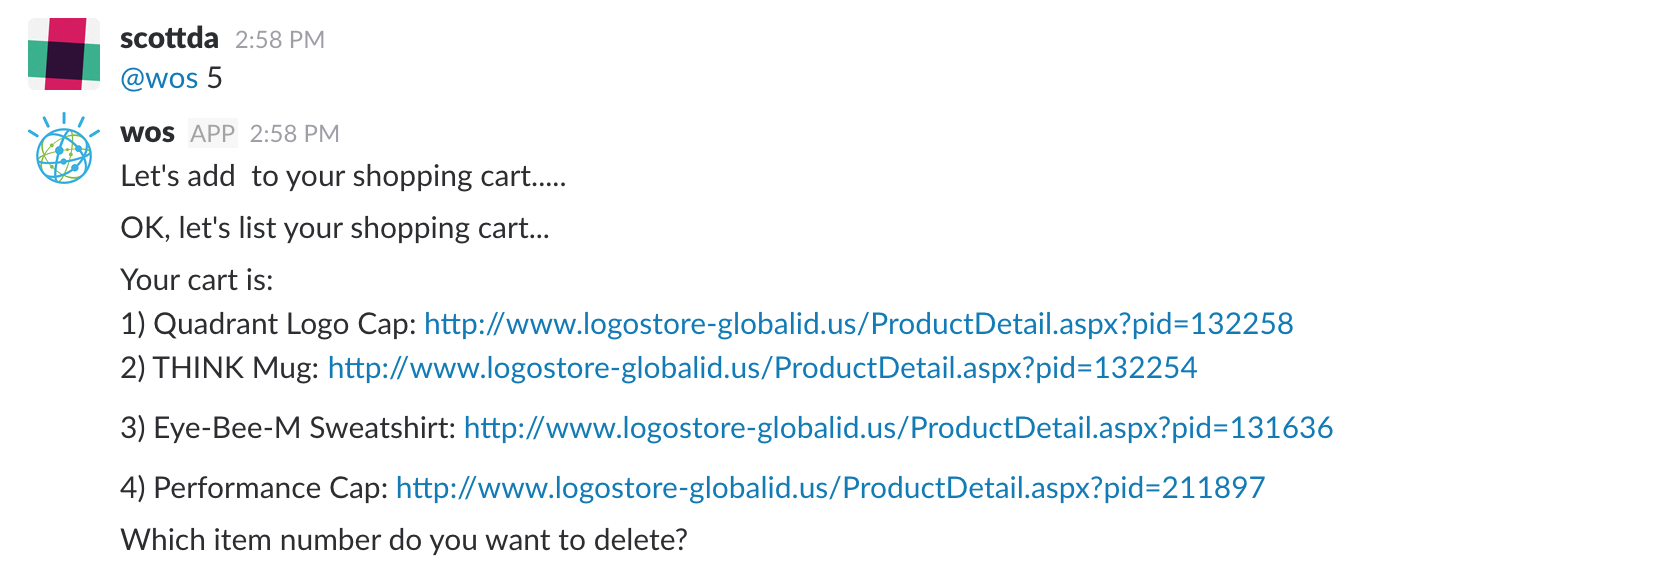 scottda 2:58 PM
@wos 5
wos APP 2:58 PM
Let's add  to your shopping cart.....
OK, let's list your shopping cart...
Your cart is:
1) Quadrant Logo Cap: http://www.logostore-globalid.us/ProductDetail.aspx?pid=132258
2) THINK Mug: http://www.logostore-globalid.us/ProductDetail.aspx?pid=132254
3) Eye-Bee-M Sweatshirt: http://www.logostore-globalid.us/ProductDetail.aspx?pid=131636
4) Performance Cap: http://www.logostore-globalid.us/ProductDetail.aspx?pid=211897
Which item number do you want to delete?